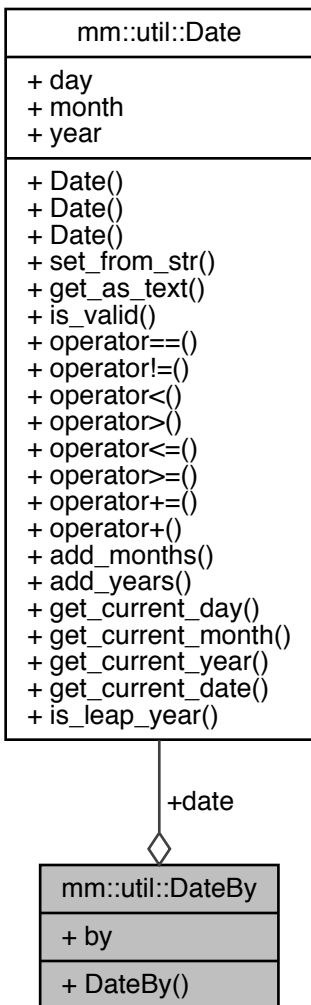 mm::util::Date
+ day
+ month
+ year
+ Date()
+ Date()
+ Date()
+ set_from_str()
+ get_as_text()
+ is_valid()
+ operator==()
+ operator!=()
+ operator<()
+ operator>()
+ operator<=()
+ operator>=()
+ operator+=()
+ operator+()
+ add_months()
+ add_years()
+ get_current_day()
+ get_current_month()
+ get_current_year()
+ get_current_date()
+ is_leap_year()
+date
mm::util::DateBy
+ by
+ DateBy()